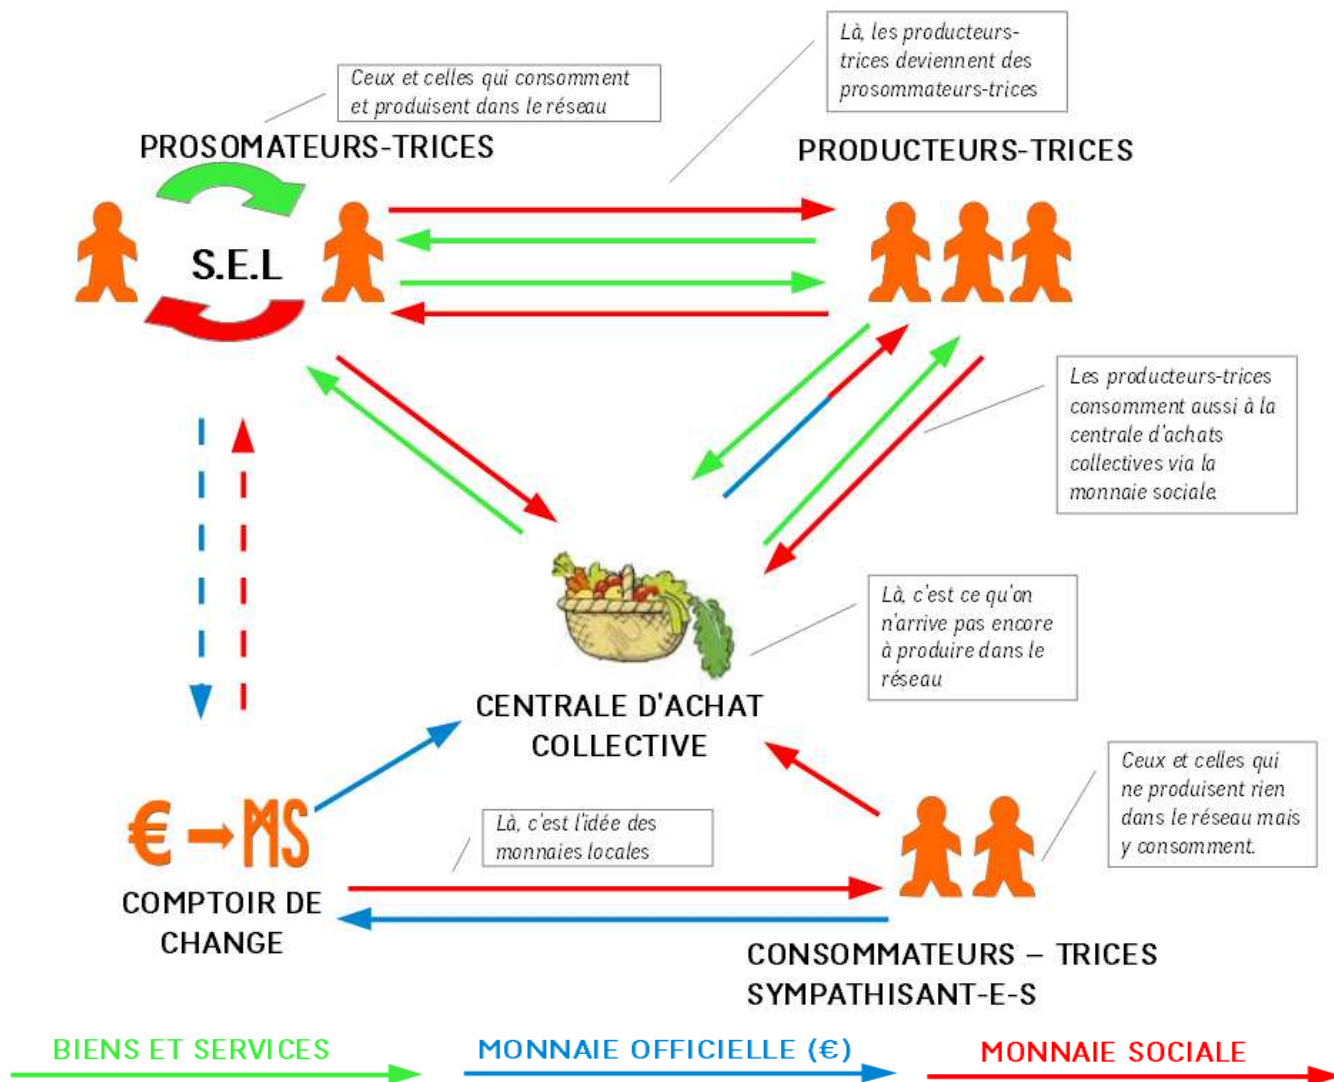 Là, les producteurs-
trices deviennent des
prosommateurs-trices
Ceux et celles qui consomment
et produisent dans le réseau
PROSOMATEURS-TRICES
PRODUCTEURS-TRICES
S.E.L
Les producteurs-trices
consomment aussi à la
centrale d'achats
collectives via la
monnaie sociale.
Là, c'est ce qu'on
n'arrive pas encore
à produire dans le
réseau
CENTRALE D'ACHAT
COLLECTIVE
Ceux et celles qui
ne produisent rien
dans le réseau mais
y consomment.
€ → MS
Là, c'est l'idée des
monnaies locales
COMPTOIR DE
CHANGE
CONSOMMATEURS – TRICES
SYMPATHISANT-E-S
BIENS ET SERVICES
MONNAIE OFFICIELLE (€)
MONNAIE SOCIALE